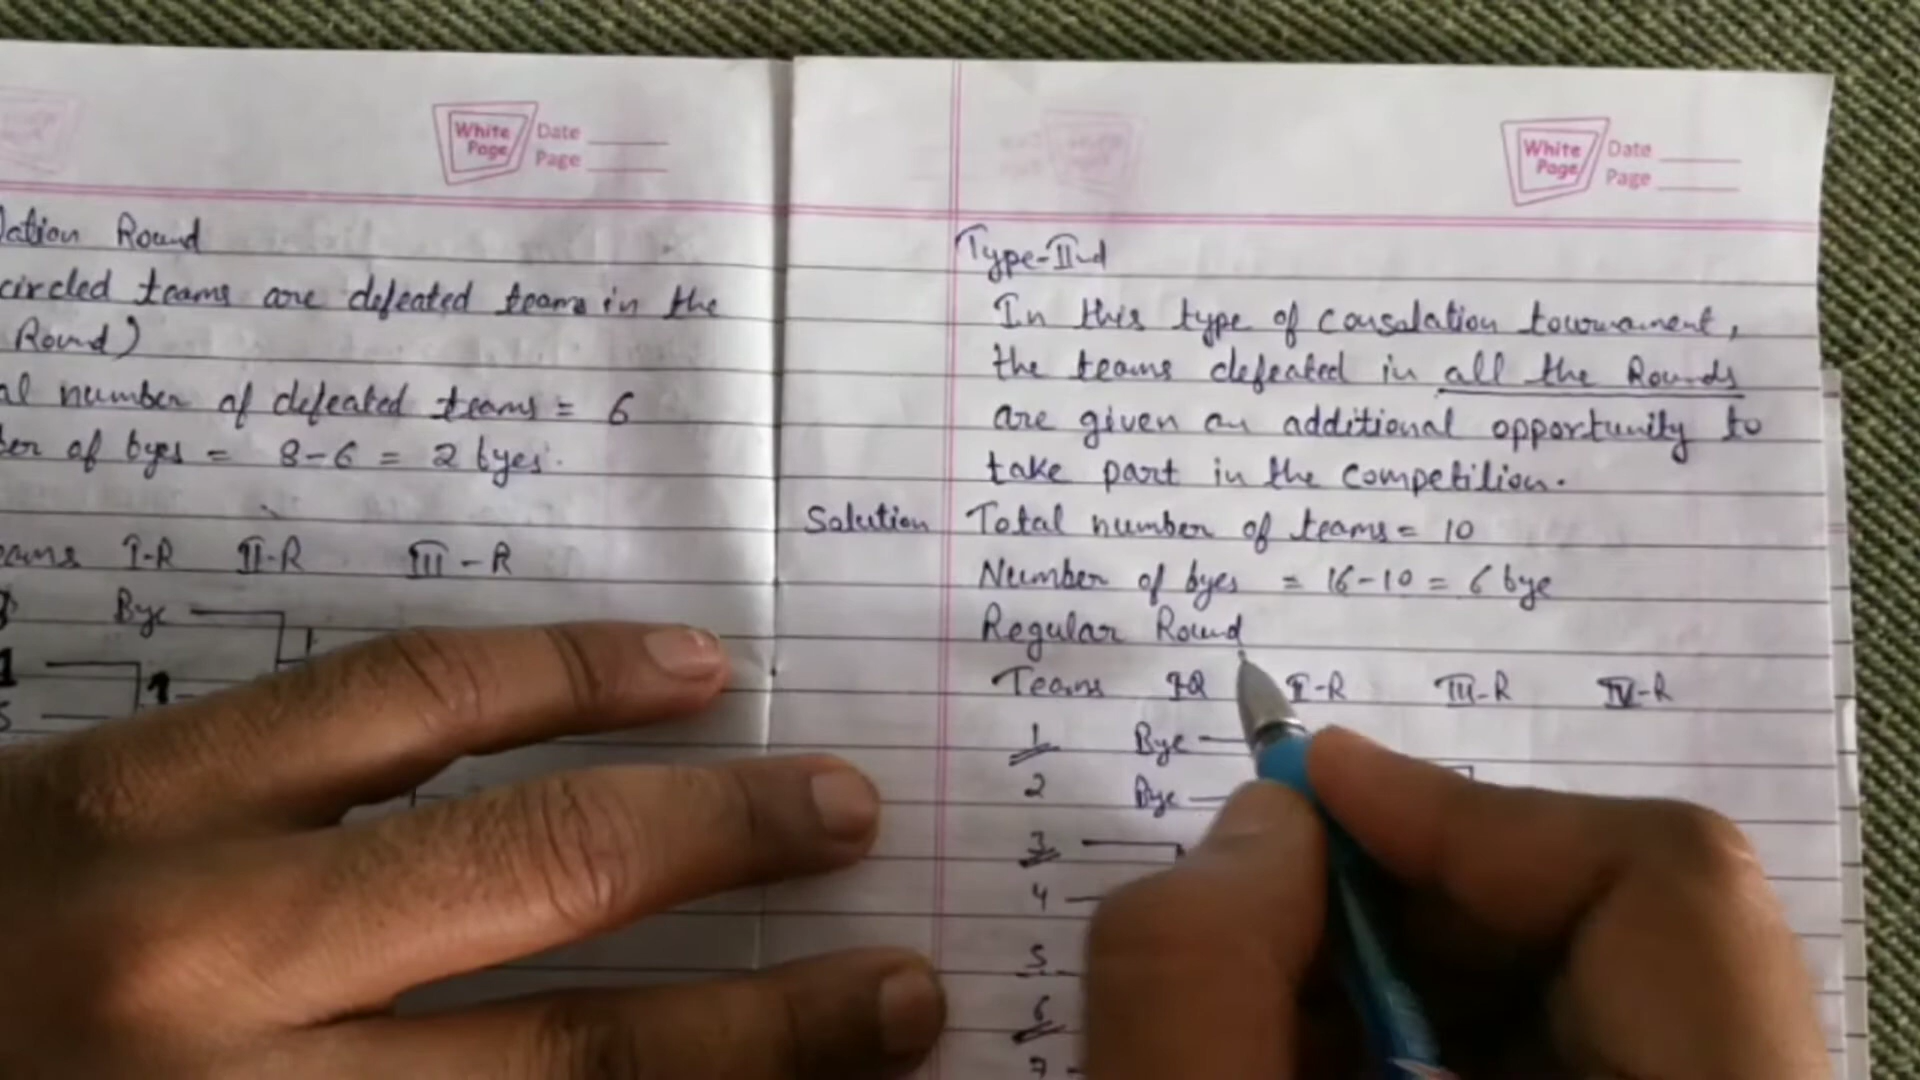 White Page Date
Page
lation Round
circled teams are defeated teams in the
Round)
al number of defeated teams = 6
ber of byes = 8-6 = 2 byes.
eams I-R II-R III-R
Bye
1 1
5
White Page Date
Page
Type-IInd
In this type of consalation tournament,
the teams defeated in all the Rounds
are given an additional opportunity to
take part in the competition.
Solution Total number of teams = 10
Number of byes = 16-10 = 6 bye
Regular Round
Teams I-R II-R III-R IV-R
1 Bye
2 Bye
3
4
5
6
7